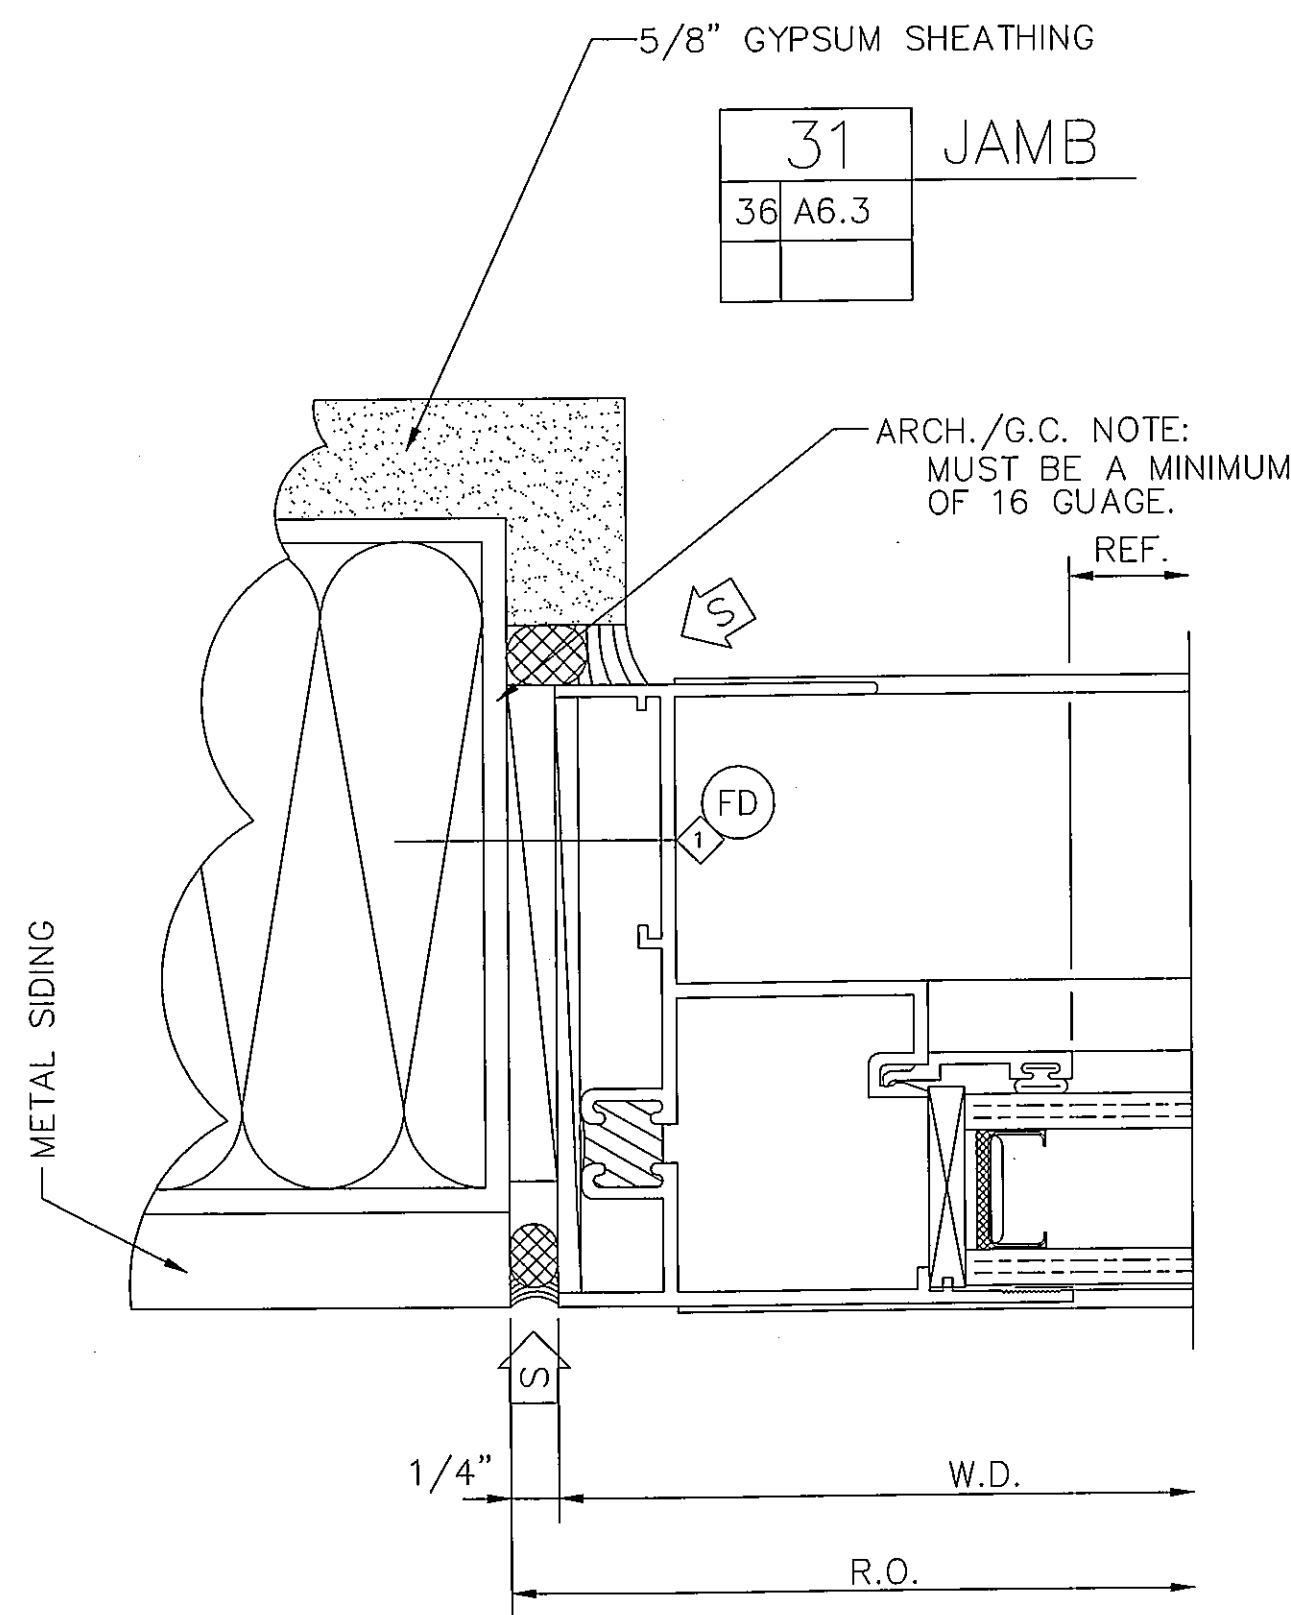 5/8” GYPSUM SHEATHING
31 JAMB
36 A6.3
ARCH./G.C. NOTE:
MUST BE A MINIMUM
OF 16 GUAGE.
REF.
S
FD
1
METAL SIDING
S
1/4”
W.D.
R.O.